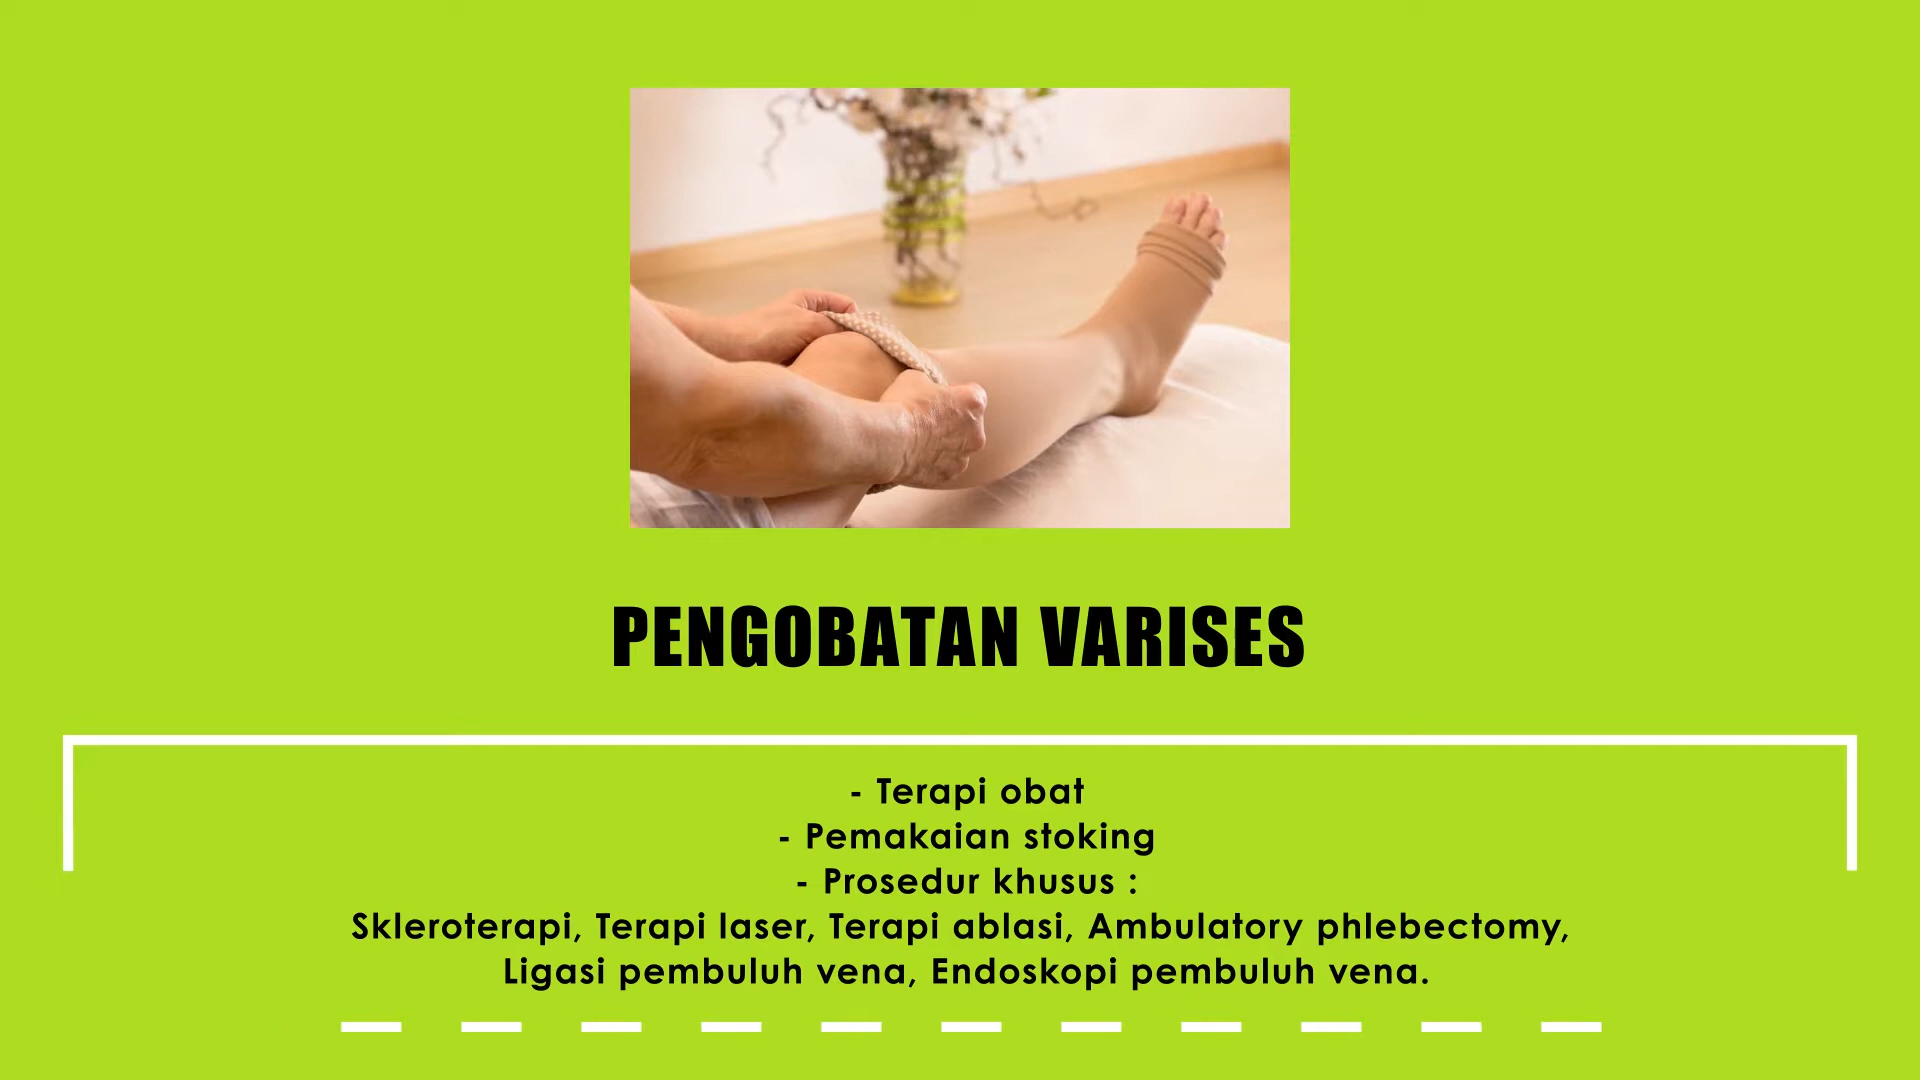 PENGOBATAN VARISES
- Terapi obat
- Pemakaian stoking
- Prosedur khusus :
Skleroterapi, Terapi laser, Terapi ablasi, Ambulatory phlebectomy,
Ligasi pembuluh vena, Endoskopi pembuluh vena.